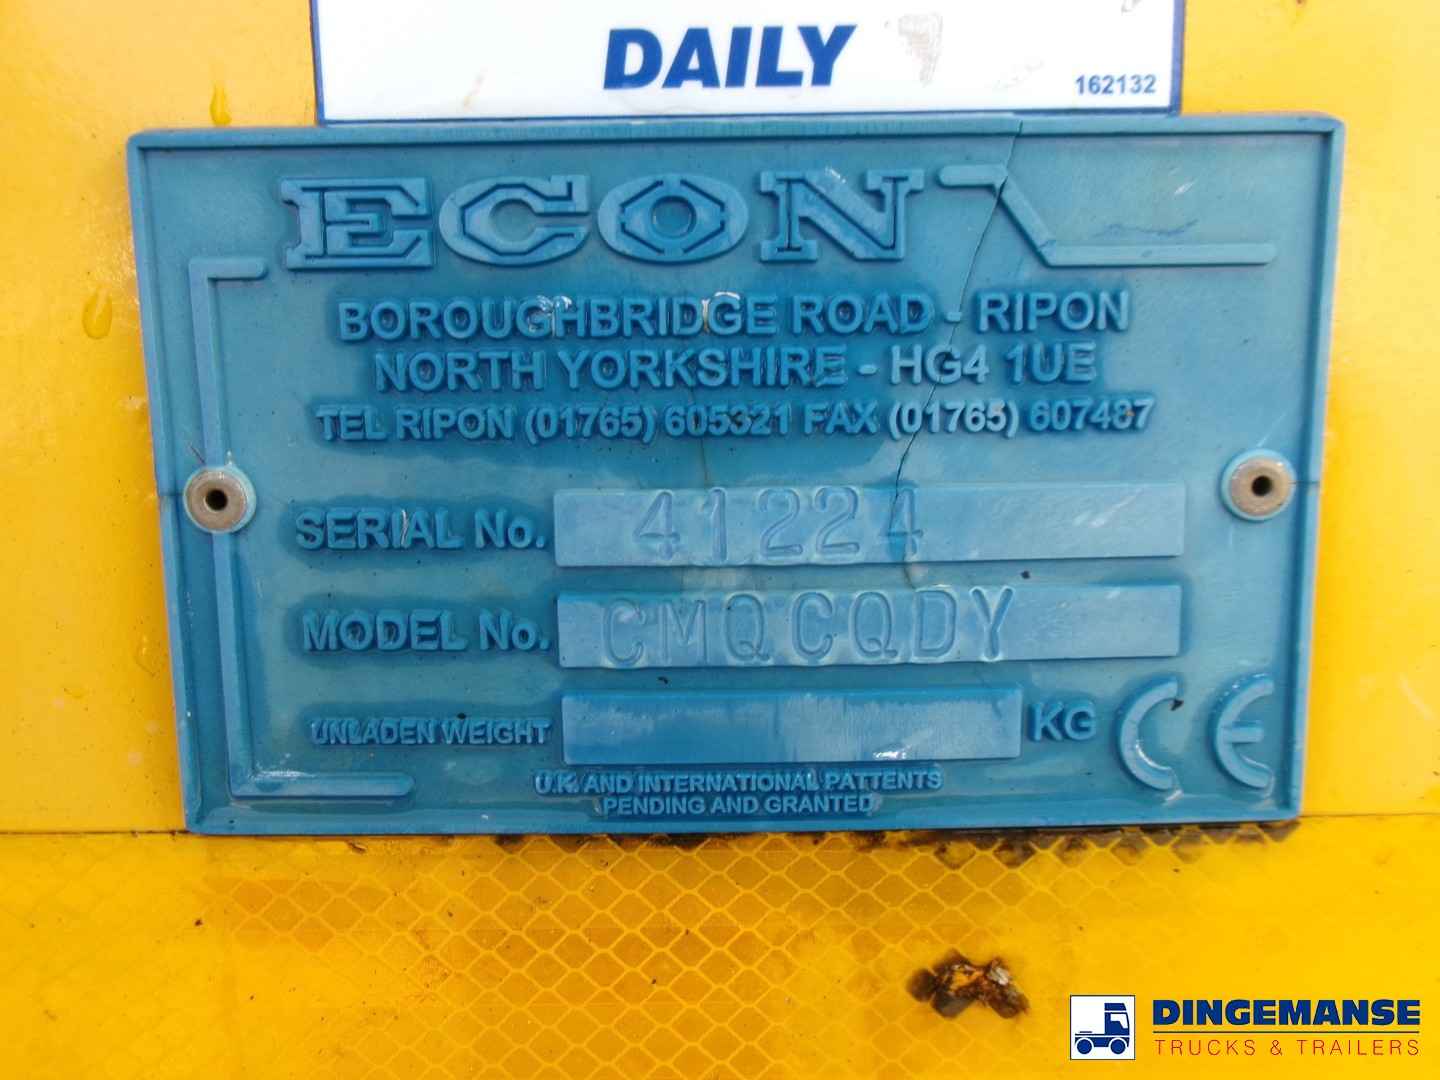 DAILY
162132
ECON
BOROUGHBRIDGE ROAD - RIPON
NORTH YORKSHIRE - HG4 1UE
TEL RIPON (01765) 605321 FAX (01765) 607487
SERIAL No. 41224
MODEL No. CMQCQDY
UNLADEN WEIGHT KG CE
U.K. AND INTERNATIONAL PATTENTS
PENDING AND GRANTED
DINGEMANSE
TRUCKS & TRAILERS